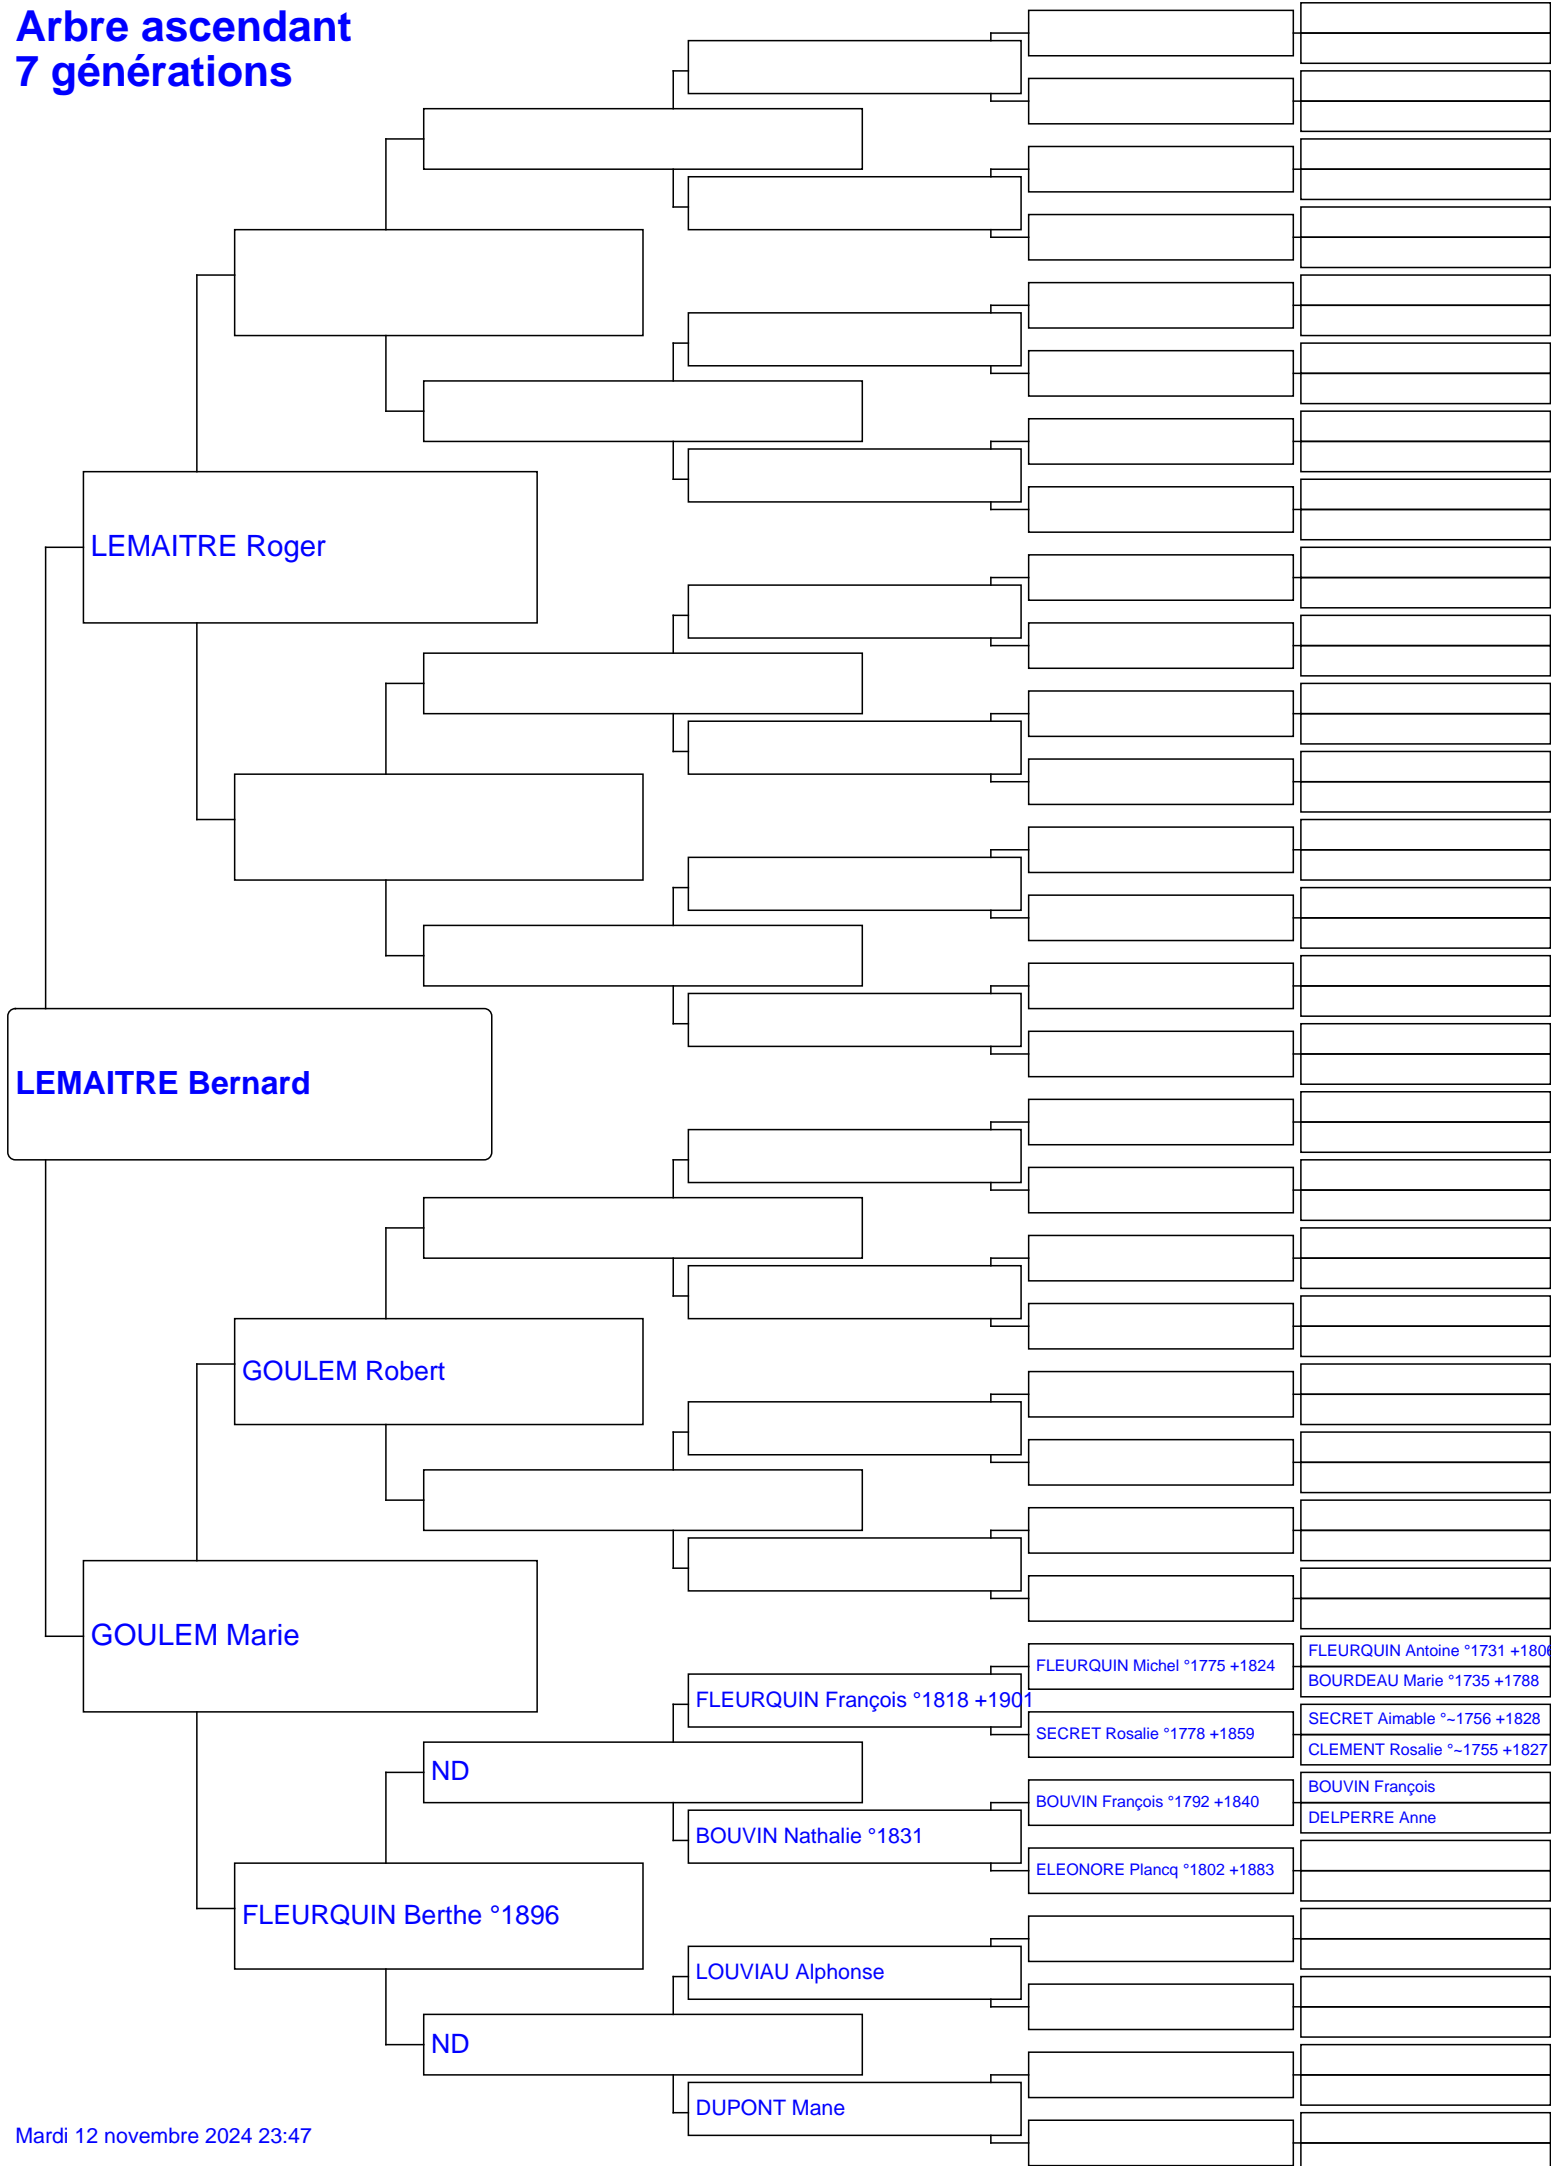 Arbre ascendant
7 générations
LEMAITRE Roger
LEMAITRE Bernard
GOULEM Robert
GOULEM Marie
FLEURQUIN Michel °1775 +1824
FLEURQUIN Antoine °1731 +1806
BOURDEAU Marie °1735 +1788
FLEURQUIN François °1818 +1901
SECRET Rosalie °1778 +1859
SECRET Aimable °~1756 +1828
CLEMENT Rosalie °~1755 +1827
ND
BOUVIN François °1792 +1840
BOUVIN François
DELPERRE Anne
BOUVIN Nathalie °1831
ELEONORE Plancq °1802 +1883
FLEURQUIN Berthe °1896
LOUVIAU Alphonse
ND
DUPONT Mane
Mardi 12 novembre 2024 23:47